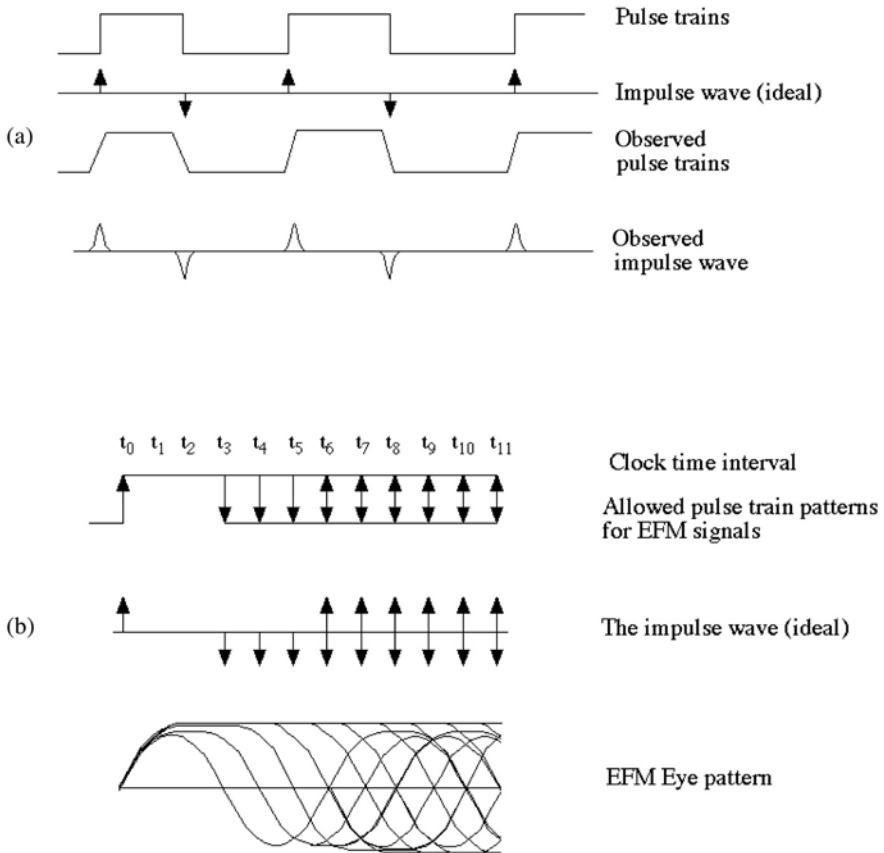 Pulse trains
Impulse wave (ideal)
(a)
Observed
pulse trains
Observed
impulse wave
t₀ t₁ t₂ t₃ t₄ t₅ t₆ t₇ t₈ t₉ t₁₀ t₁₁
Clock time interval
Allowed pulse train patterns
for EFM signals
(b)
The impulse wave (ideal)
EFM Eye pattern